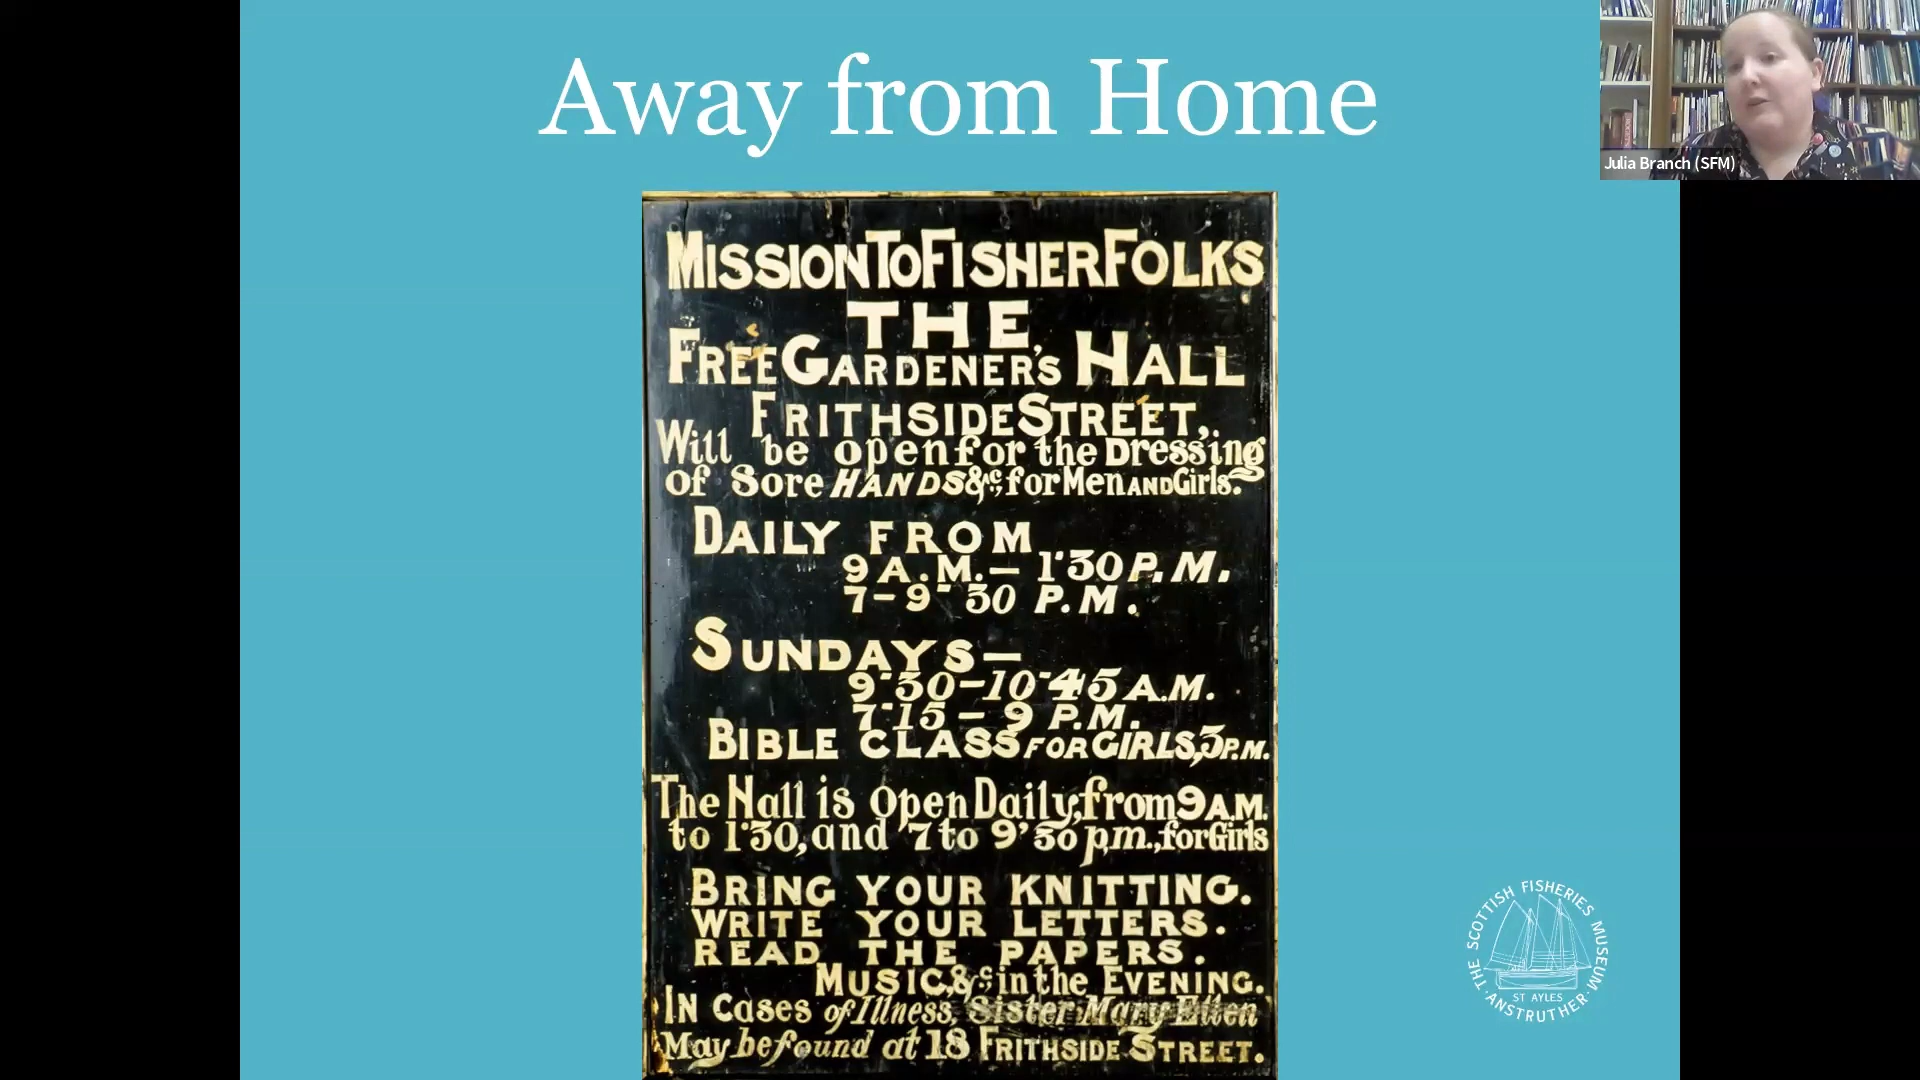 Away from Home
Julia Branch (SFM)
MISSION TO FISHER FOLKS
THE
FREE GARDENER'S HALL
FRITHSIDE STREET,
Will be open for the Dressing
of Sore HANDS &c, for Men AND Girls.
DAILY FROM
9 A.M. — 1'30 P.M.
7-9-30 P.M.
SUNDAYS—
9-30-10-45 A.M.
7-15 - 9 P.M.
BIBLE CLASS FOR GIRLS, 3 P.M.
The Hall is Open Daily, from 9 A.M.
to 1'30, and 7 to 9'30 p.m., for Girls
BRING YOUR KNITTING.
WRITE YOUR LETTERS.
READ THE PAPERS.
MUSIC, &c; in the EVENING.
IN Cases of Illness, Sister Mary Ellen
May be found at 18 FRITHSIDE STREET.
THE SCOTTISH FISHERIES MUSEUM · ANSTRUTHER ·
ST AYLES